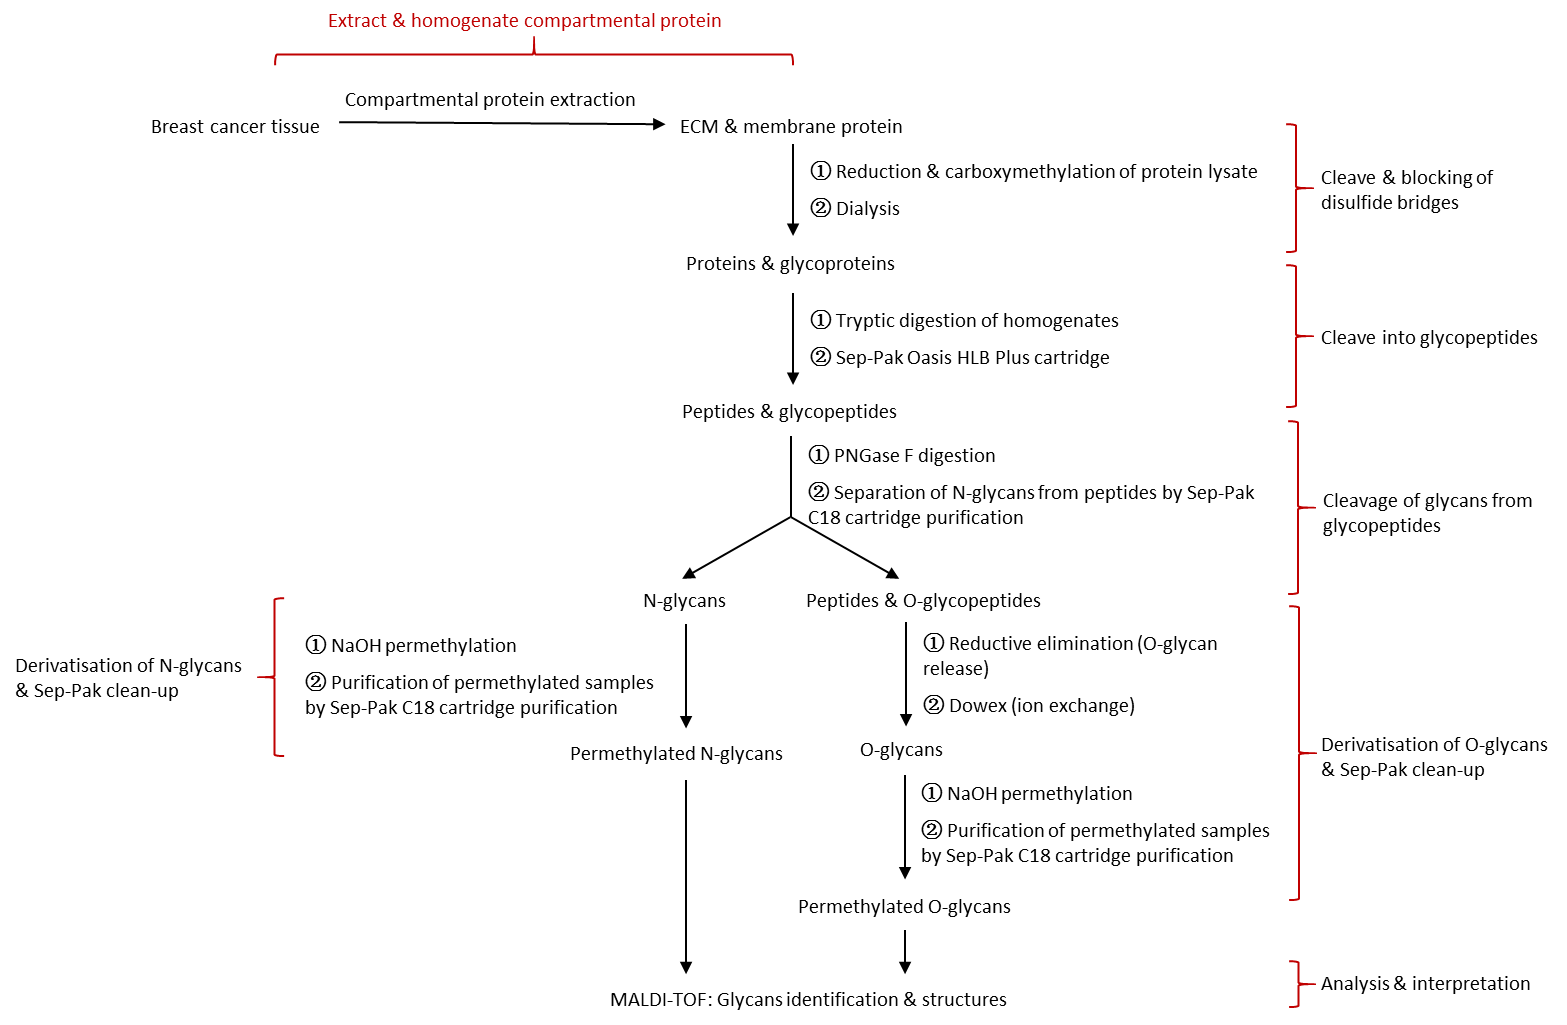 Extract & homogenate compartmental protein
Compartmental protein extraction
Breast cancer tissue
ECM & membrane protein
① Reduction & carboxymethylation of protein lysate
② Dialysis
Cleave & blocking of
disulfide bridges
Proteins & glycoproteins
① Tryptic digestion of homogenates
② Sep-Pak Oasis HLB Plus cartridge
Cleave into glycopeptides
Peptides & glycopeptides
① PNGase F digestion
② Separation of N-glycans from peptides by Sep-Pak
C18 cartridge purification
Cleavage of glycans from
glycopeptides
N-glycans
Peptides & O-glycopeptides
Derivatisation of N-glycans
& Sep-Pak clean-up
① NaOH permethylation
② Purification of permethylated samples
by Sep-Pak C18 cartridge purification
① Reductive elimination (O-glycan
release)
② Dowex (ion exchange)
Permethylated N-glycans
O-glycans
① NaOH permethylation
② Purification of permethylated samples
by Sep-Pak C18 cartridge purification
Derivatisation of O-glycans
& Sep-Pak clean-up
Permethylated O-glycans
MALDI-TOF: Glycans identification & structures
Analysis & interpretation